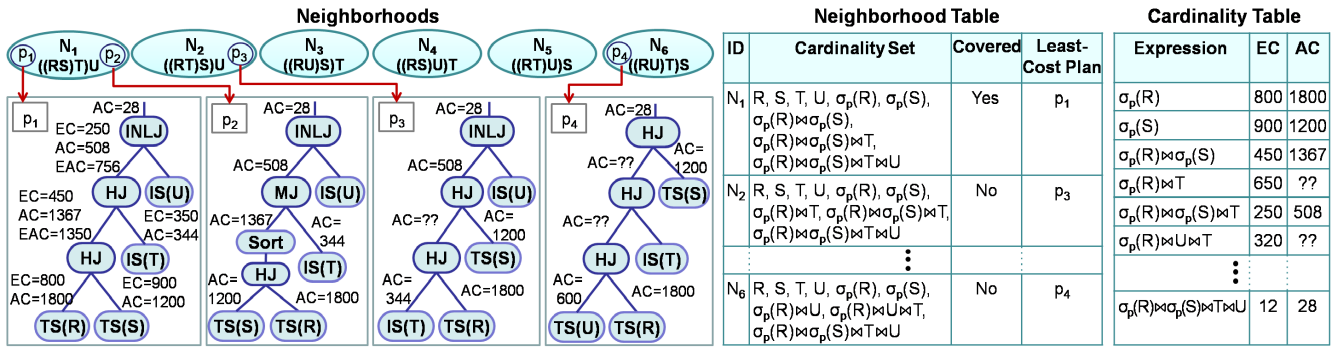 Neighborhoods
p1 N1 p2
((RS)T)U
N2 p3
((RT)S)U
N3
((RU)S)T
N4
((RS)U)T
N5
((RT)U)S
p4 N6
((RU)T)S
p1
AC=28
INLJ
EC=250
AC=508
EAC=756
HJ
IS(U)
EC=450
AC=1367
EAC=1350
EC=350
AC=344
HJ
IS(T)
EC=800
AC=1800
EC=900
AC=1200
TS(R)
TS(S)
p2
AC=28
INLJ
AC=508
MJ
IS(U)
AC=1367
AC=
344
Sort
IS(T)
HJ
AC=
1200
AC=1800
TS(S)
TS(R)
p3
AC=28
INLJ
AC=508
HJ
IS(U)
AC=??
AC=
1200
TS(S)
HJ
AC=
344
AC=1800
IS(T)
TS(R)
p4
AC=28
HJ
AC=??
AC=
1200
HJ
TS(S)
AC=??
HJ
IS(T)
AC=
600
AC=1800
TS(U)
TS(R)
Neighborhood Table
ID Cardinality Set Covered Least-
Cost Plan
N1 R, S, T, U, σp(R), σp(S), Yes p1
σp(R)⋈σp(S),
σp(R)⋈σp(S)⋈T,
σp(R)⋈σp(S)⋈T⋈U
N2 R, S, T, U, σp(R), σp(S), No p3
σp(R)⋈T, σp(R)⋈σp(S)⋈T,
σp(R)⋈σp(S)⋈T⋈U
⋮
N6 R, S, T, U, σp(R), σp(S), No p4
σp(R)⋈U, σp(R)⋈U⋈T,
σp(R)⋈σp(S)⋈T⋈U
Cardinality Table
Expression EC AC
σp(R) 800 1800
σp(S) 900 1200
σp(R)⋈σp(S) 450 1367
σp(R)⋈T 650 ??
σp(R)⋈σp(S)⋈T 250 508
σp(R)⋈U⋈T 320 ??
⋮
σp(R)⋈σp(S)⋈T⋈U 12 28